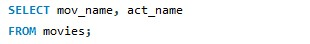 SELECT mov_name, act_name
FROM movies;